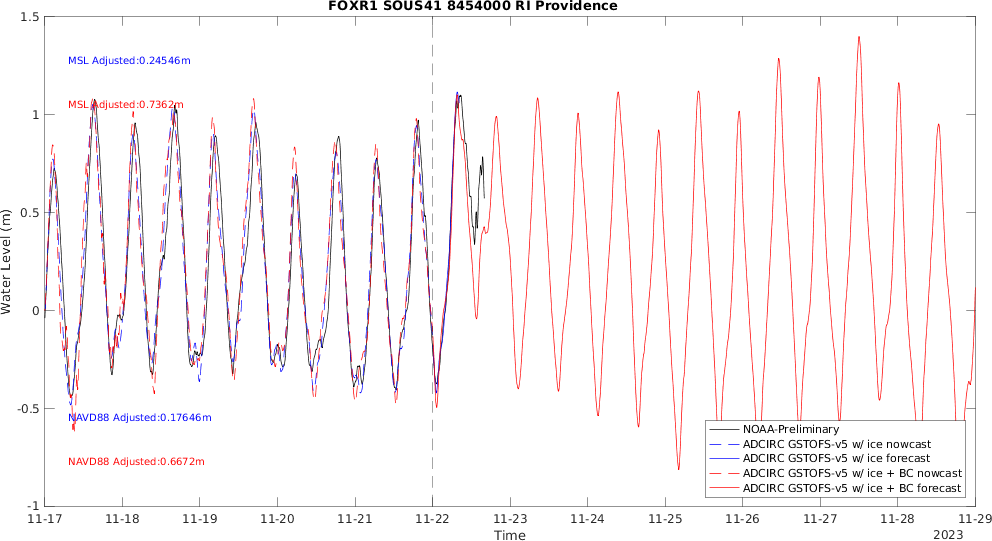 FOXR1 SOUS41 8454000 RI Providence
1.5
1
0.5
0
-0.5
-1
Water Level (m)
MSL Adjusted:0.24546m
MSL Adjusted:0.7362m
NAVD88 Adjusted:0.17646m
NAVD88 Adjusted:0.6672m
NOAA-Preliminary
ADCIRC GSTOFS-v5 w/ ice nowcast
ADCIRC GSTOFS-v5 w/ ice forecast
ADCIRC GSTOFS-v5 w/ ice + BC nowcast
ADCIRC GSTOFS-v5 w/ ice + BC forecast
11-17 11-18 11-19 11-20 11-21 11-22 11-23 11-24 11-25 11-26 11-27 11-28 11-29
Time
2023